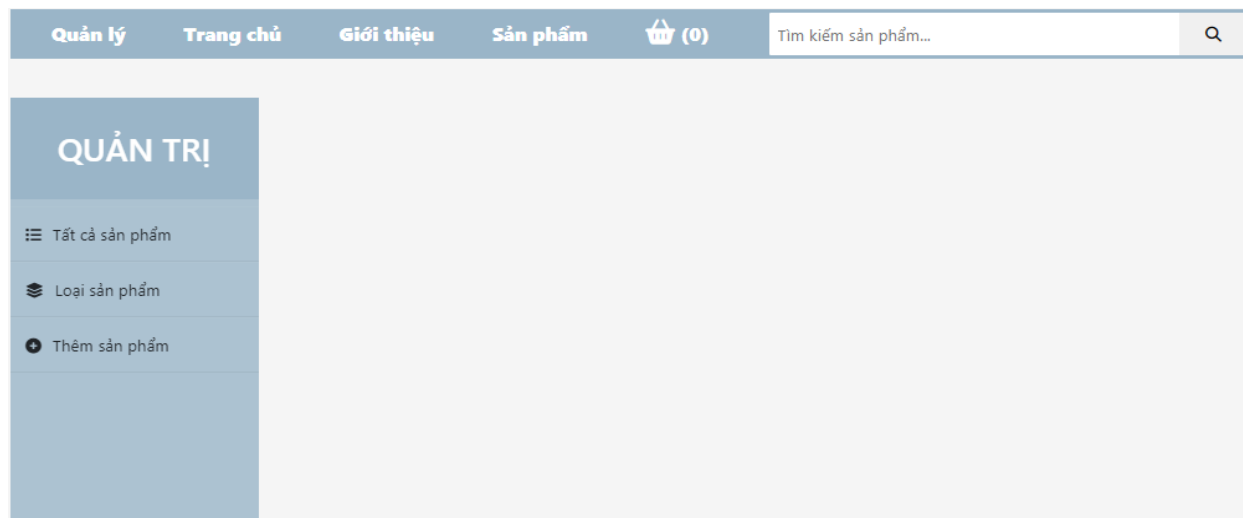 Quản lý Trang chủ Giới thiệu Sản phẩm (0) Tìm kiếm sản phẩm...
QUẢN TRỊ
Tất cả sản phẩm
Loại sản phẩm
Thêm sản phẩm